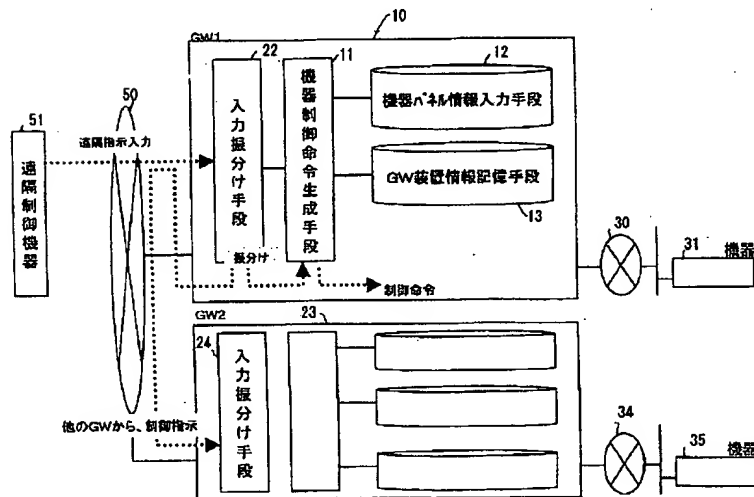 GW1
10
22
11
12
機器パネル情報入力手段
50
51
遠隔指示入力
遠隔制御機器
入力振分け手段
機器制御命令生成手段
GW装置情報記憶手段
13
振分け
制御命令
30
機器
31
GW2
23
24
入力振分け手段
他のGWから、制御指示
34
機器
35